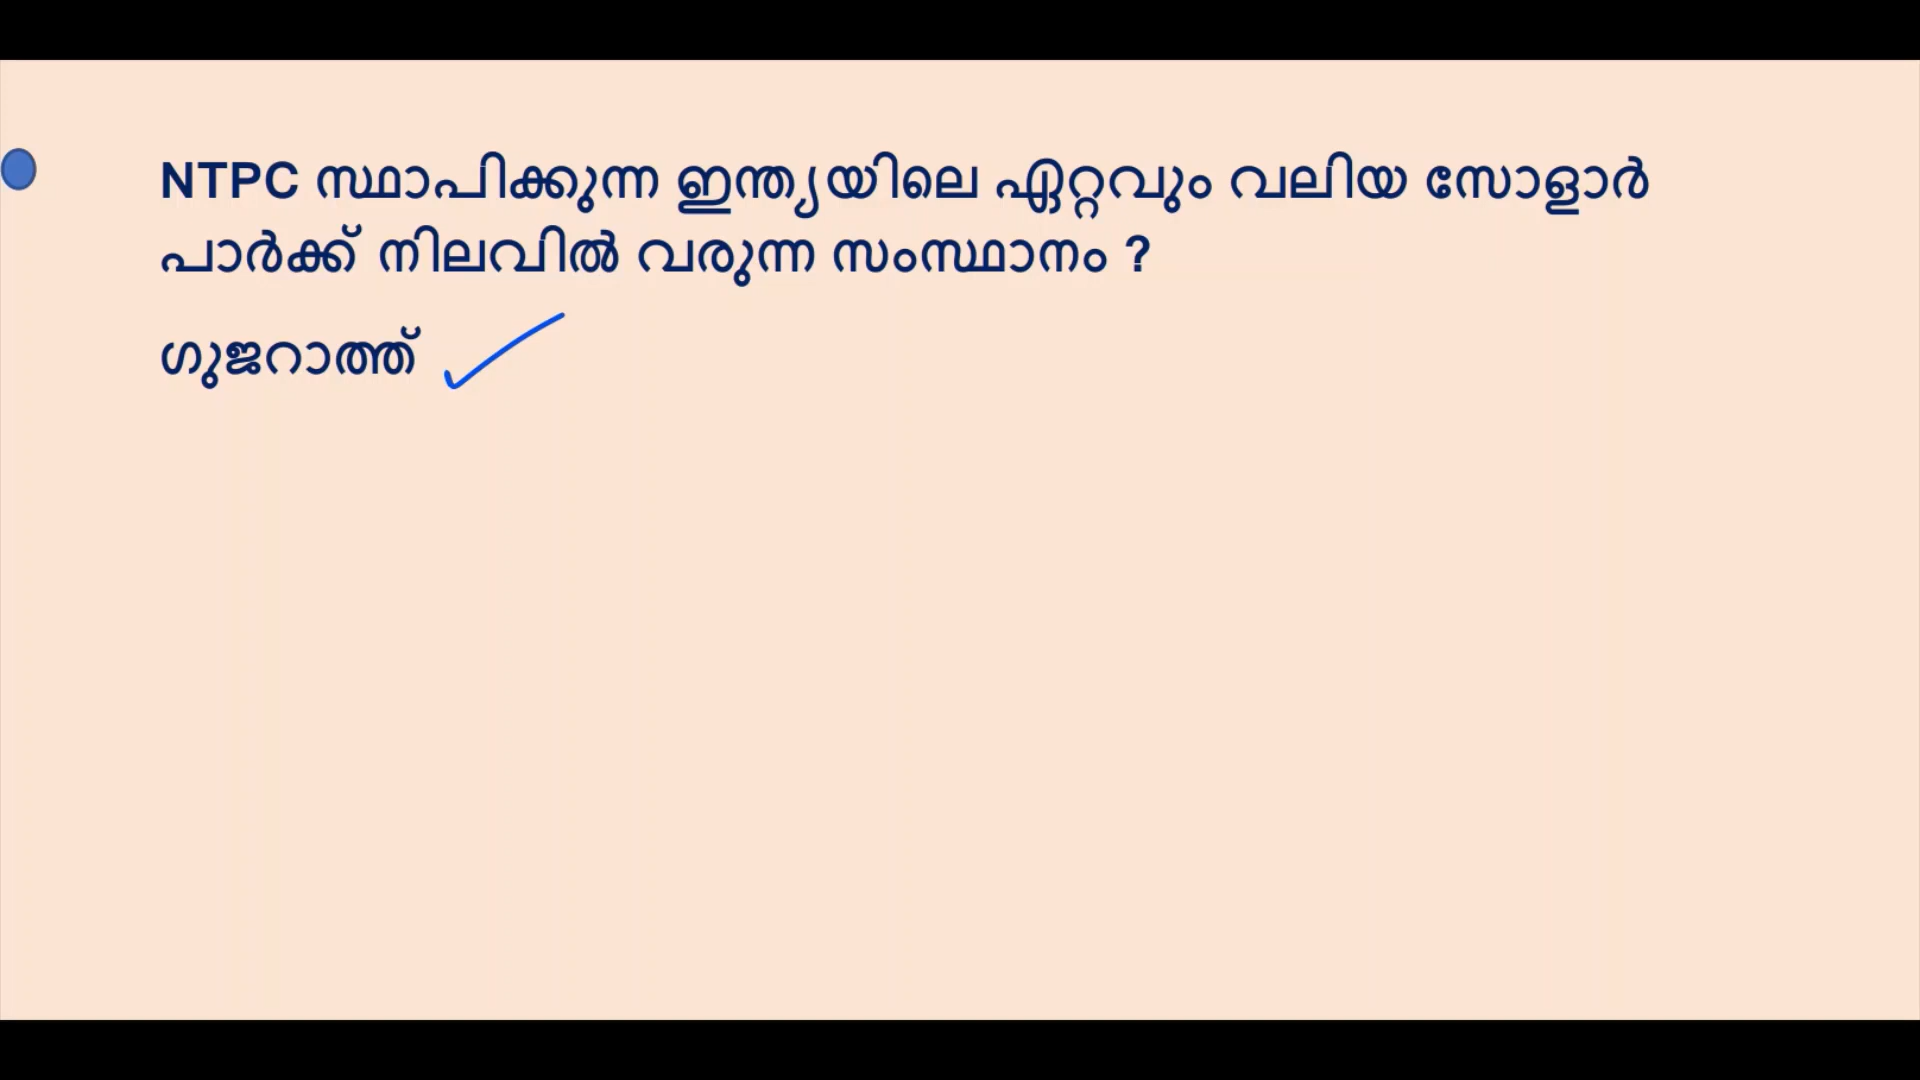 NTPC സ്ഥാപിക്കുന്ന ഇന്ത്യയിലെ ഏറ്റവും വലിയ സോളാർ
പാർക്ക് നിലവിൽ വരുന്ന സംസ്ഥാനം ?
ഗുജറാത്ത്